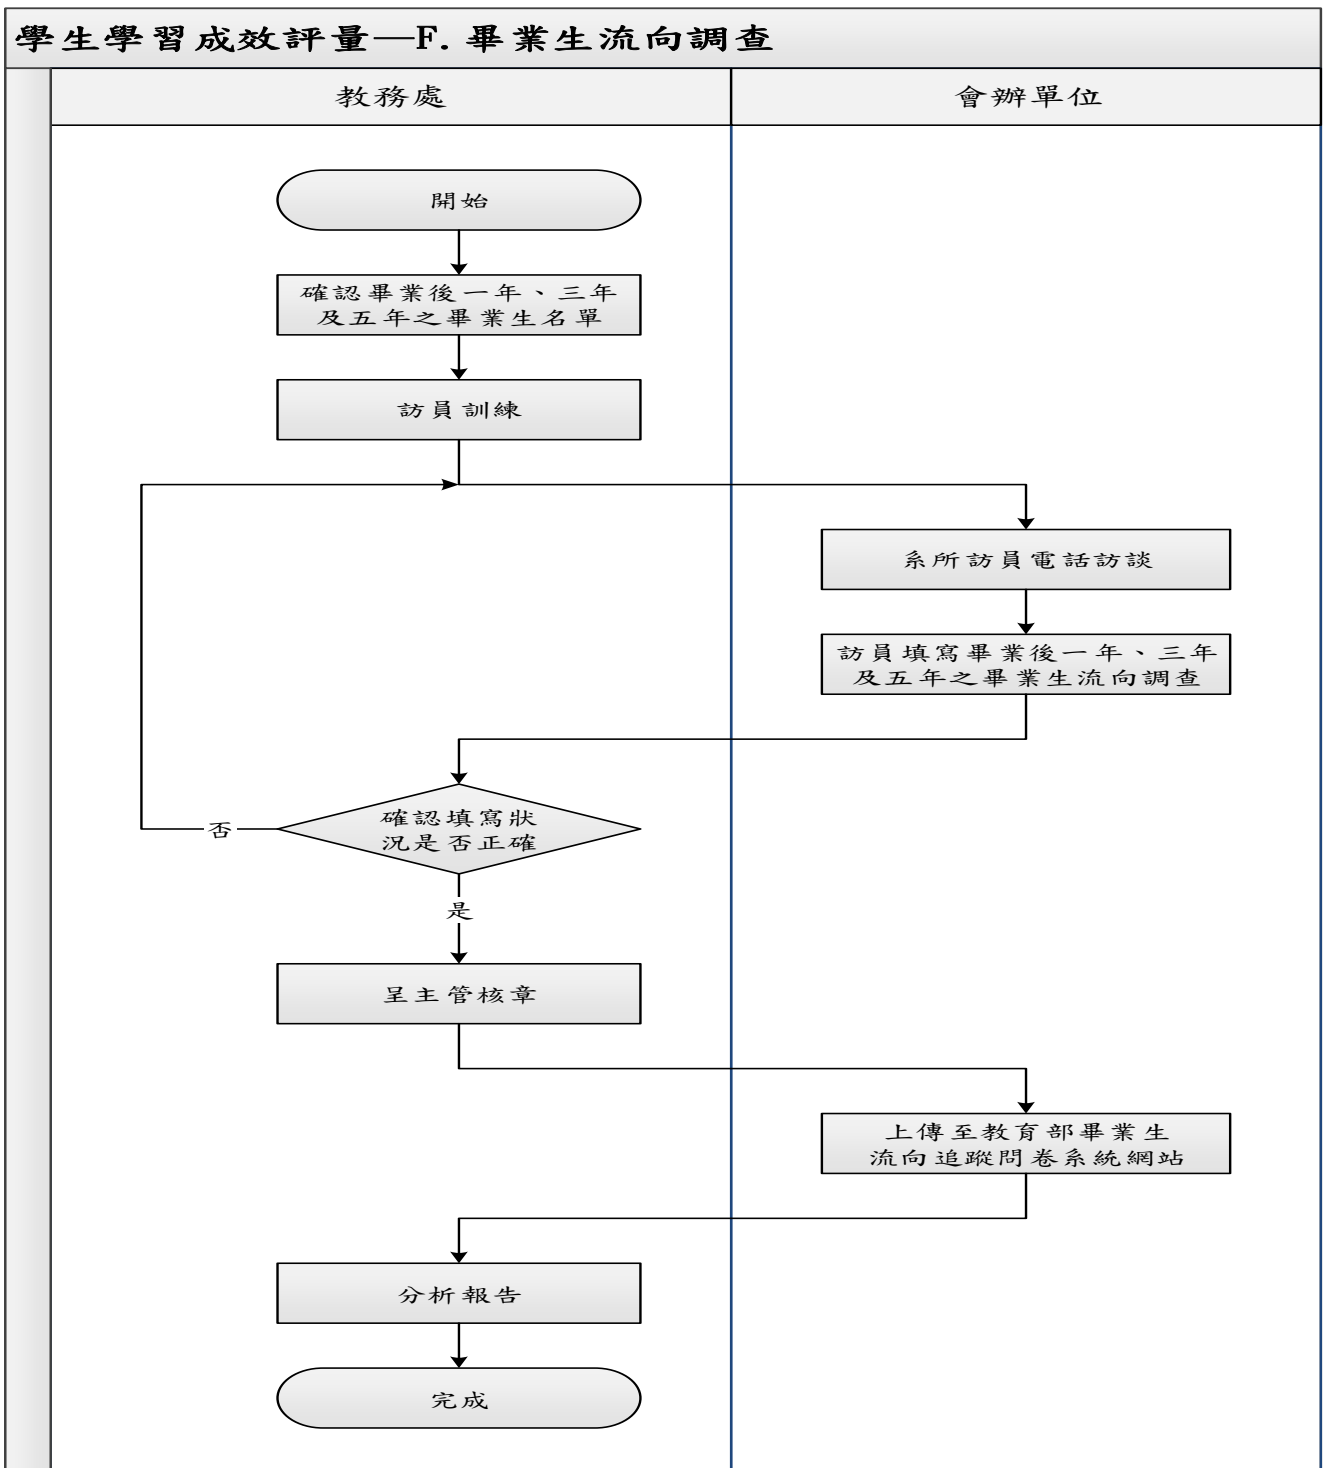 學生學習成效評量—F. 畢業生流向調查
教務處
會辦單位
開始
確認畢業後一年、三年
及五年之畢業生名單
訪員訓練
系所訪員電話訪談
訪員填寫畢業後一年、三年
及五年之畢業生流向調查
確認填寫狀
況是否正確
否
是
呈主管核章
上傳至教育部畢業生
流向追蹤問卷系統網站
分析報告
完成